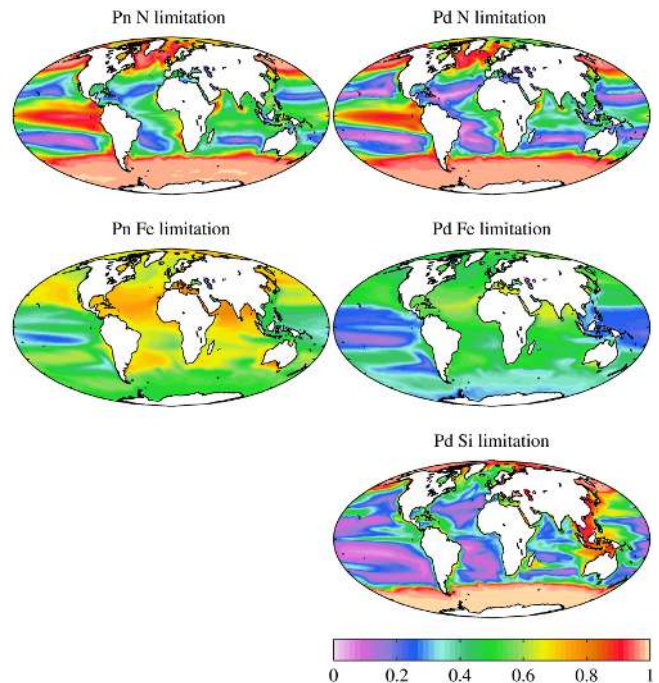 Pn N limitation
Pd N limitation
Pn Fe limitation
Pd Fe limitation
Pd Si limitation
0 0.2 0.4 0.6 0.8 1